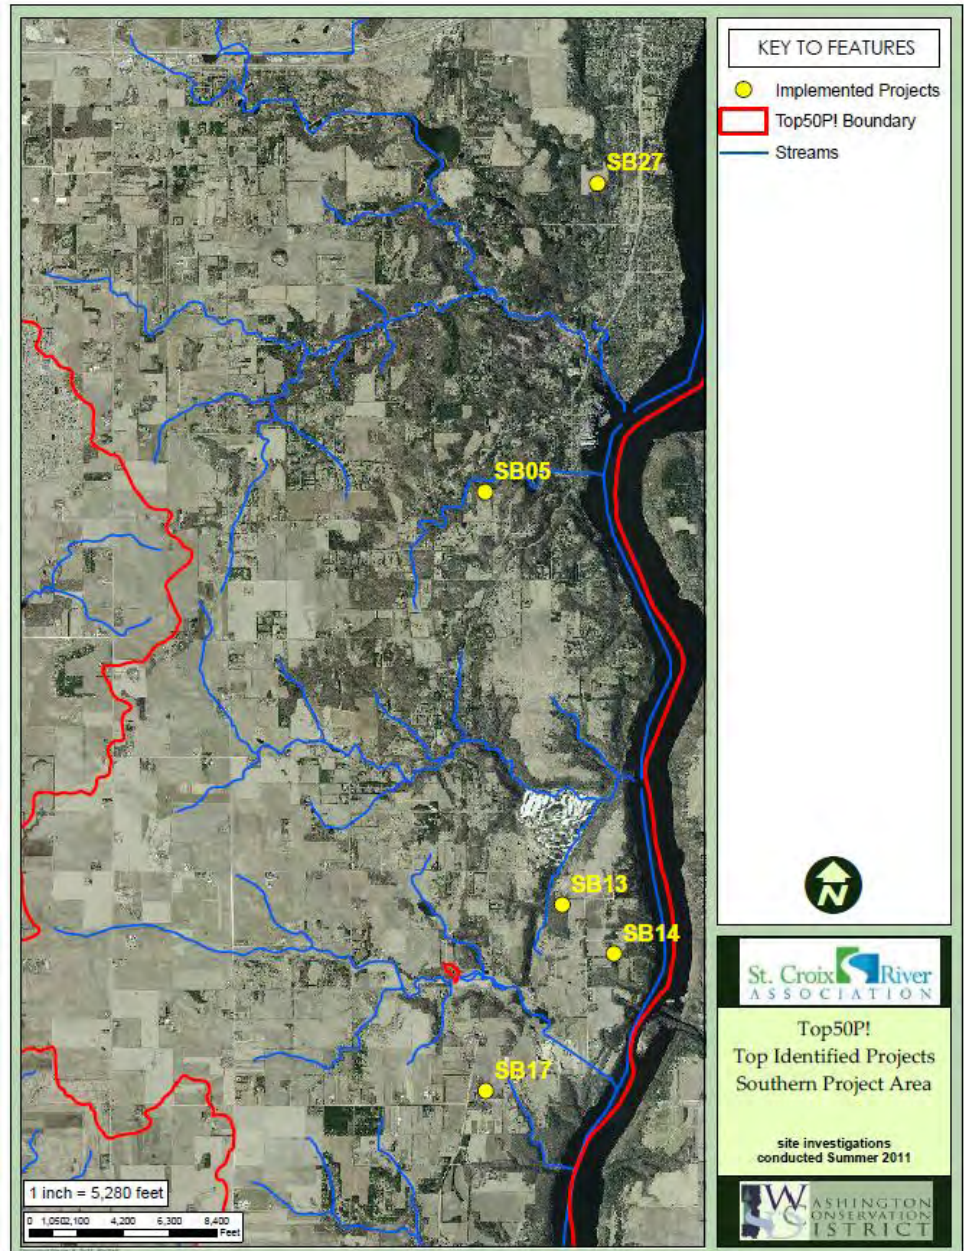 KEY TO FEATURES
Implemented Projects
Top50P! Boundary
Streams
SB27
SB05
SB13
SB14
SB17
N
St. Croix River
ASSOCIATION
Top50P!
Top Identified Projects
Southern Project Area
site investigations
conducted Summer 2011
WASHINGTON
CONSERVATION
DISTRICT
1 inch = 5,280 feet
0 1,0502,100 4,200 6,300 8,400
Feet